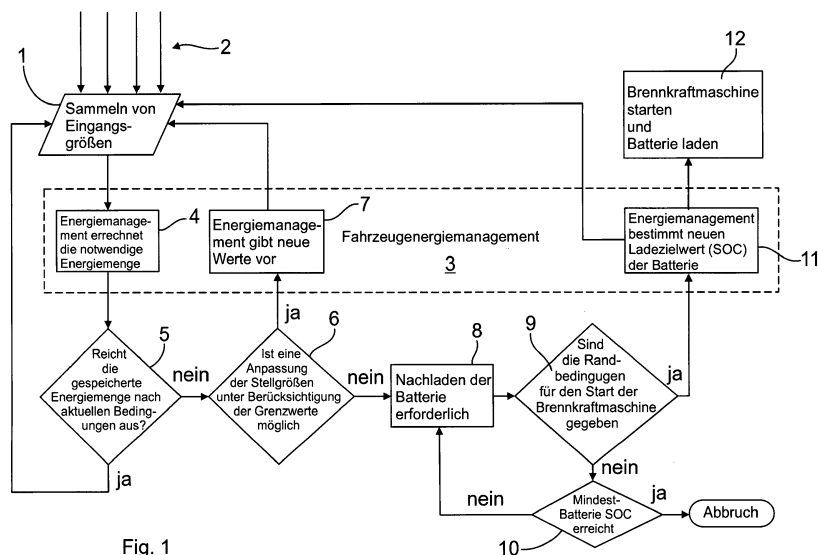 1
2
Sammeln von
Eingangs-
größen
12
Brennkraftmaschine
starten
und
Batterie laden
4
Energiemanage-
ment errechnet
die notwendige
Energiemenge
7
Energiemanage-
ment gibt neue
Werte vor
Fahrzeugenergiemanagement
3
Energiemanagement
bestimmt neuen
Ladezielwert (SOC)
der Batterie
11
5
Reicht
die
gespeicherte
Energiemenge nach
aktuellen Bedin-
gungen aus?
nein
ja
ja
6
Ist eine
Anpassung
der Stellgrößen
unter Berücksichtigung
der Grenzwerte
möglich
nein
8
Nachladen der
Batterie
erforderlich
9
Sind
die Rand-
bedingugen
für den Start der
Brennkraftmaschine
gegeben
ja
nein
nein
Mindest-
Batterie SOC
erreicht
ja
Abbruch
10
Fig. 1